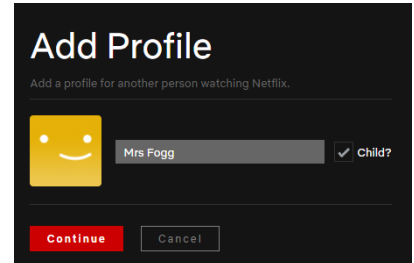 Add Profile
Add a profile for another person watching Netflix.
Mrs Fogg
Child?
Continue
Cancel